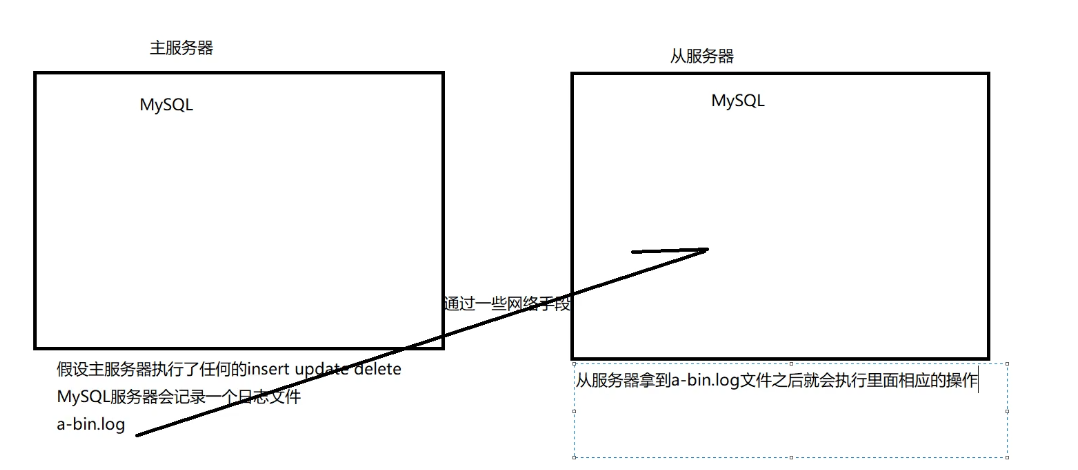 主服务器
从服务器
MySQL
MySQL
通过一些网络手段
假设主服务器执行了任何的insert update delete
MySQL服务器会记录一个日志文件
a-bin.log
从服务器拿到a-bin.log文件之后就会执行里面相应的操作